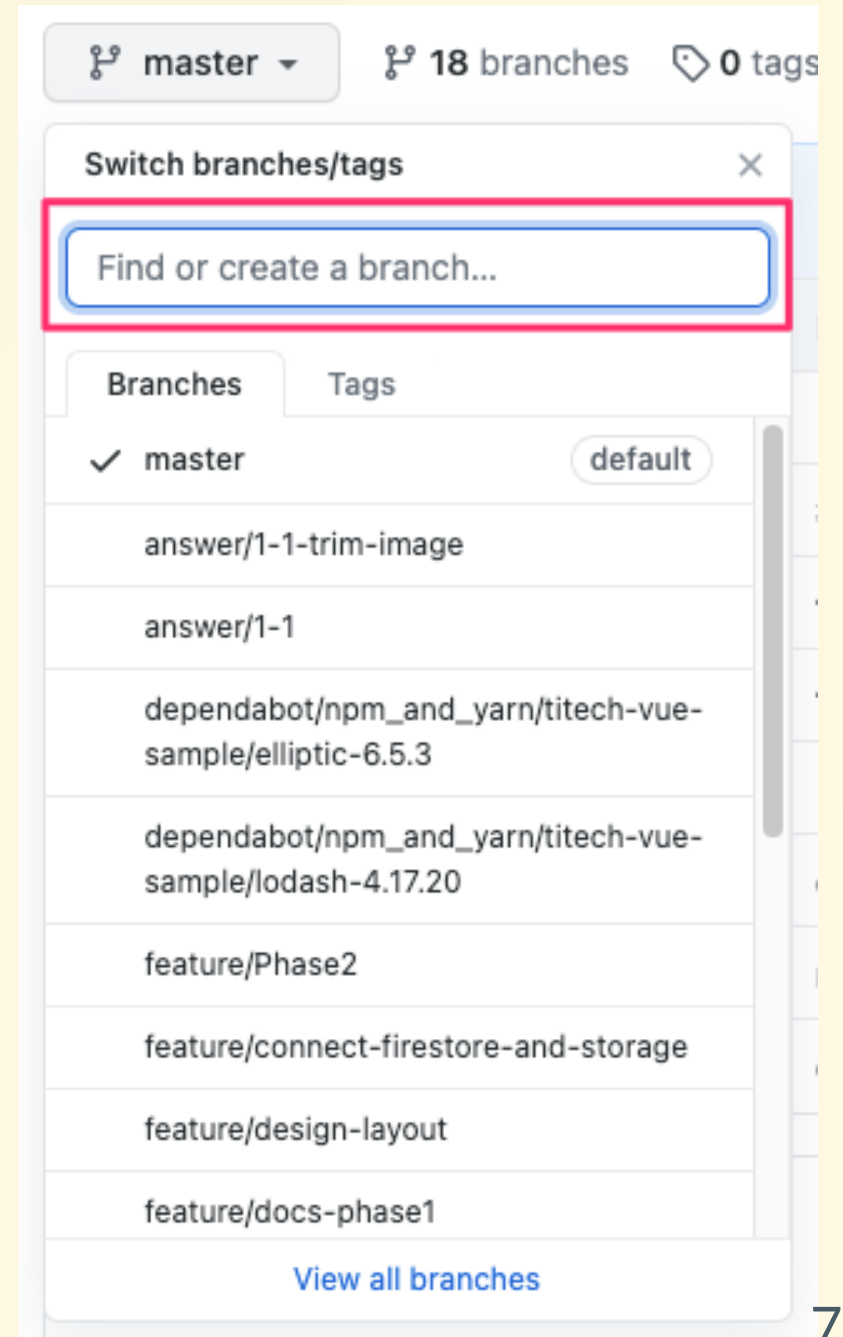 master
18 branches
0 tags
Switch branches/tags
Find or create a branch...
Branches
Tags
master
default
answer/1-1-trim-image
answer/1-1
dependabot/npm_and_yarn/titech-vue-
sample/elliptic-6.5.3
dependabot/npm_and_yarn/titech-vue-
sample/lodash-4.17.20
feature/Phase2
feature/connect-firestore-and-storage
feature/design-layout
feature/docs-phase1
View all branches
7